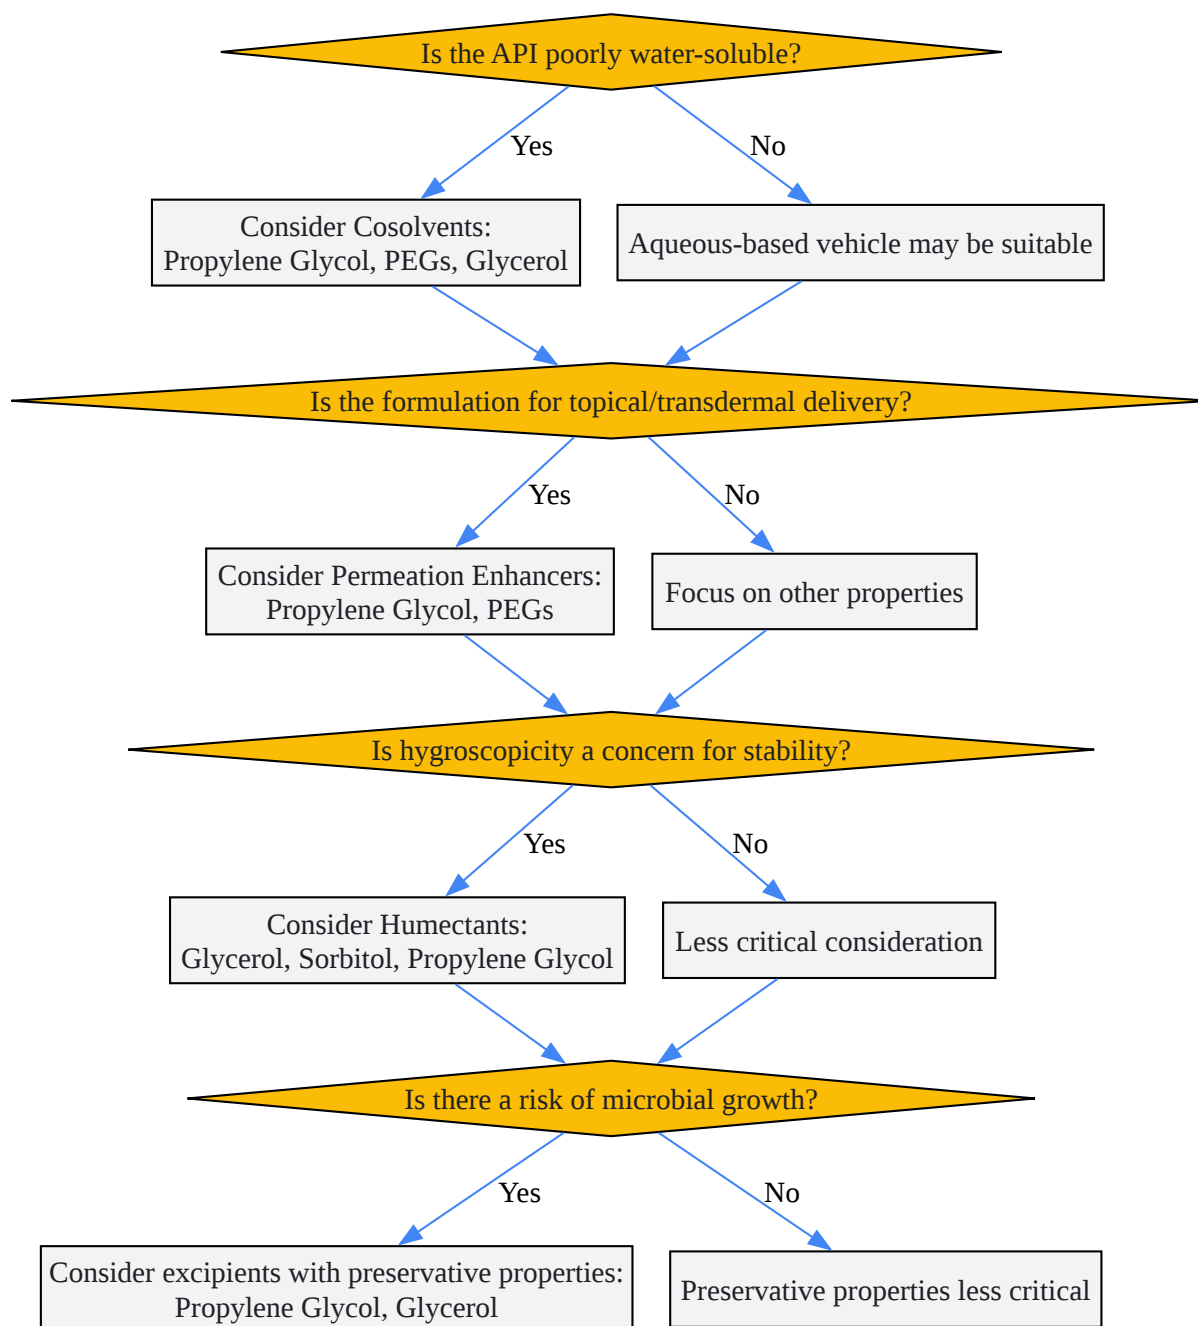 Is the API poorly water-soluble?
Yes
No
Consider Cosolvents:
Propylene Glycol, PEGs, Glycerol
Aqueous-based vehicle may be suitable
Is the formulation for topical/transdermal delivery?
Yes
No
Consider Permeation Enhancers:
Propylene Glycol, PEGs
Focus on other properties
Is hygroscopicity a concern for stability?
Yes
No
Consider Humectants:
Glycerol, Sorbitol, Propylene Glycol
Less critical consideration
Is there a risk of microbial growth?
Yes
No
Consider excipients with preservative properties:
Propylene Glycol, Glycerol
Preservative properties less critical